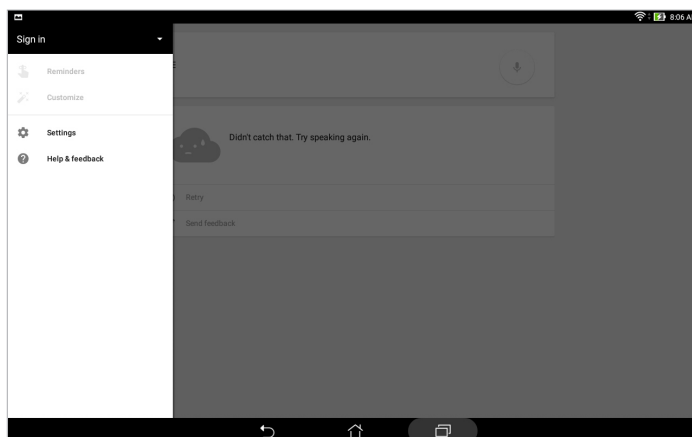 8:06 A
Sign in
Reminders
Customize
Settings
Help & feedback
Didn't catch that. Try speaking again.
Retry
Send feedback